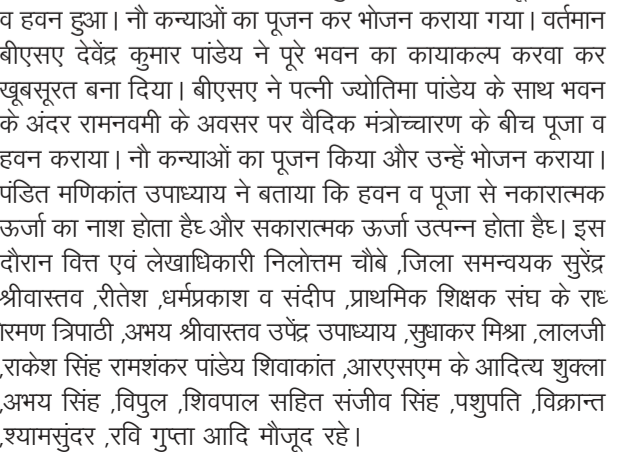 व हवन हुआ। नौ कन्याओं का पूजन कर भोजन कराया गया। वर्तमान
बीएसए देवेंद्र कुमार पांडेय ने पूरे भवन का कायाकल्प करवा कर
खूबसूरत बना दिया। बीएसए ने पत्नी ज्योतिमा पांडेय के साथ भवन
के अंदर रामनवमी के अवसर पर वैदिक मंत्रोच्चारण के बीच पूजा व
हवन कराया। नौ कन्याओं का पूजन किया और उन्हें भोजन कराया।
पंडित मणिकांत उपाध्याय ने बताया कि हवन व पूजा से नकारात्मक
ऊर्जा का नाश होता हैघ् और सकारात्मक ऊर्जा उत्पन्न होता हैघ्। इस
दौरान वित्त एवं लेखाधिकारी निलोत्तम चौबे ,जिला समन्वयक सुरेंद्र
श्रीवास्तव ,रीतेश ,धर्मप्रकाश व संदीप ,प्राथमिक शिक्षक संघ के राध
ारमण त्रिपाठी ,अभय श्रीवास्तव उपेंद्र उपाध्याय ,सुधाकर मिश्रा ,लालजी
,राकेश सिंह रामशंकर पांडेय शिवाकांत ,आरएसएम के आदित्य शुक्ला
,अभय सिंह ,विपुल ,शिवपाल सहित संजीव सिंह ,पशुपति ,विक्रान्त
,श्यामसुंदर ,रवि गुप्ता आदि मौजूद रहे।